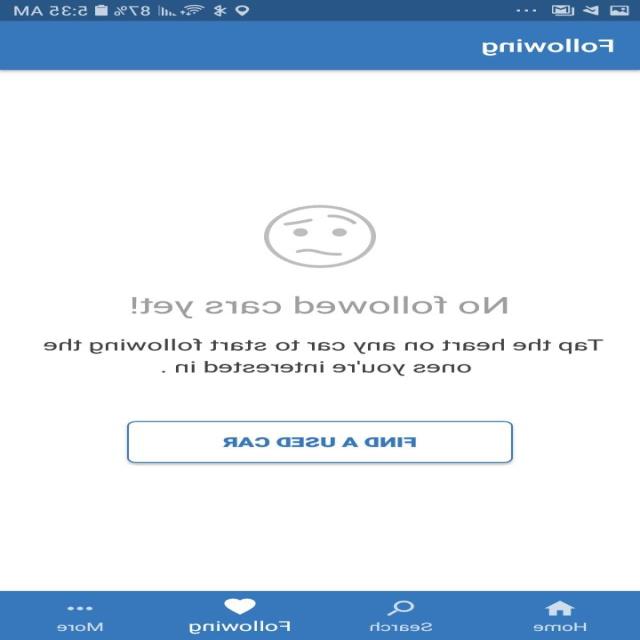 87% 5:35 AM
Following
No followed cars yet!
Tap the heart on any car to start following the
ones you're interested in .
FIND A USED CAR
Home Search Following More